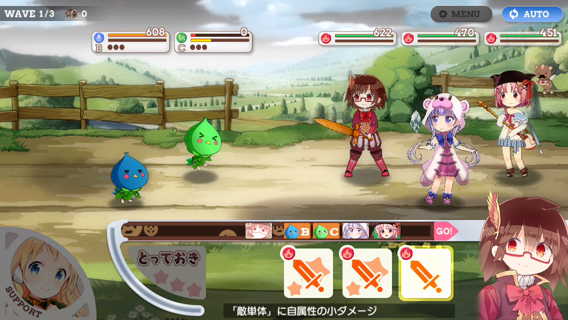 WAVE 1/3 0
MENU
AUTO
608
B
0
C
622
470
451
B C GO!
とっておき
SUPPORT
「敵単体」に自属性の小ダメージ